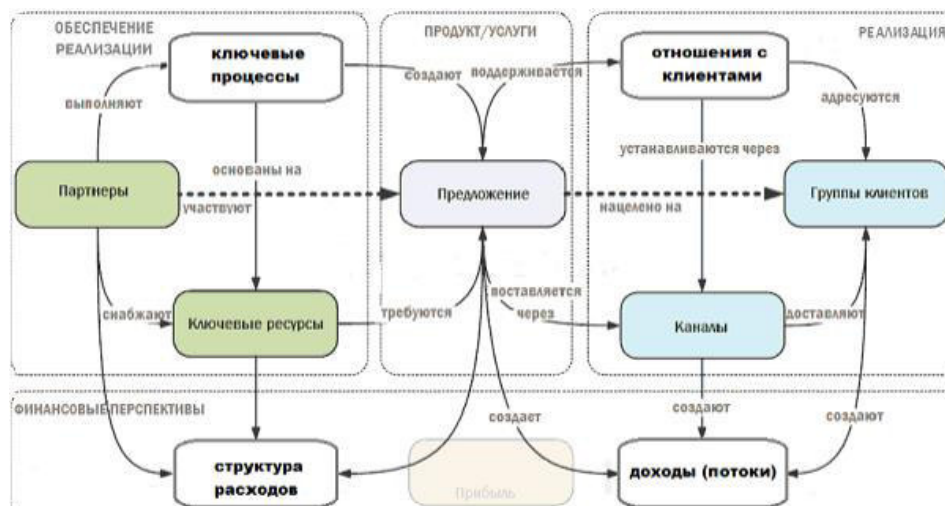 ОБЕСПЕЧЕНИЕ
РЕАЛИЗАЦИИ
ПРОДУКТ/УСЛУГИ
РЕАЛИЗАЦИЯ
ключевые
процессы
отношения с
клиентами
создают
поддерживается
выполняют
адресуются
основаны на
устанавливаются через
Партнеры
Предложение
Группы клиентов
участвуют
нацелено на
снабжают
Ключевые ресурсы
требуются
поставляется
через
Каналы
доставляют
ФИНАНСОВЫЕ ПЕРСПЕКТИВЫ
создает
создают
создают
структура
расходов
Прибыль
доходы (потоки)